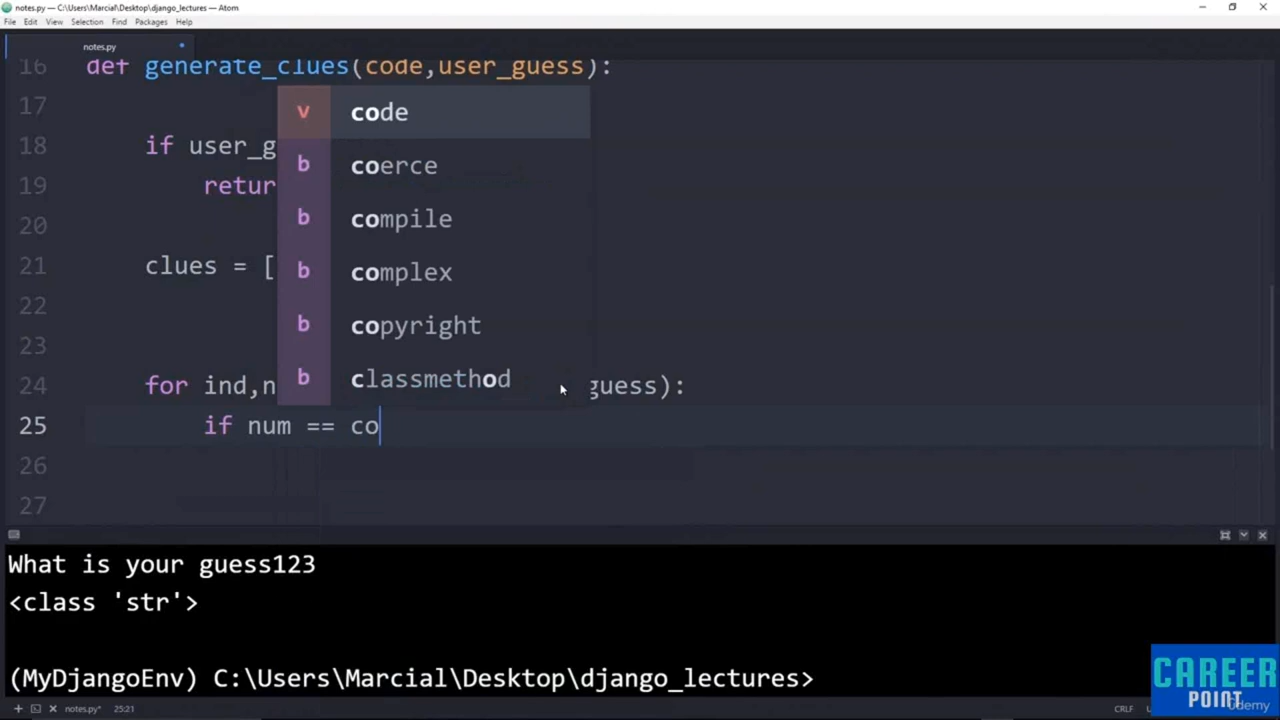 notes.py — C:\Users\Marcial\Desktop\django_lectures — Atom
File Edit View Selection Find Packages Help
notes.py
16 def generate_clues(code,user_guess):
17
18 if user_g
19 retur
20
21 clues = [
22
23
24 for ind,n guess):
25 if num == co
26
27
v code
b coerce
b compile
b complex
b copyright
b classmethod
What is your guess123
<class 'str'>
(MyDjangoEnv) C:\Users\Marcial\Desktop\django_lectures>
CAREER
POINT
Udemy
notes.py* 25:21 CRLF